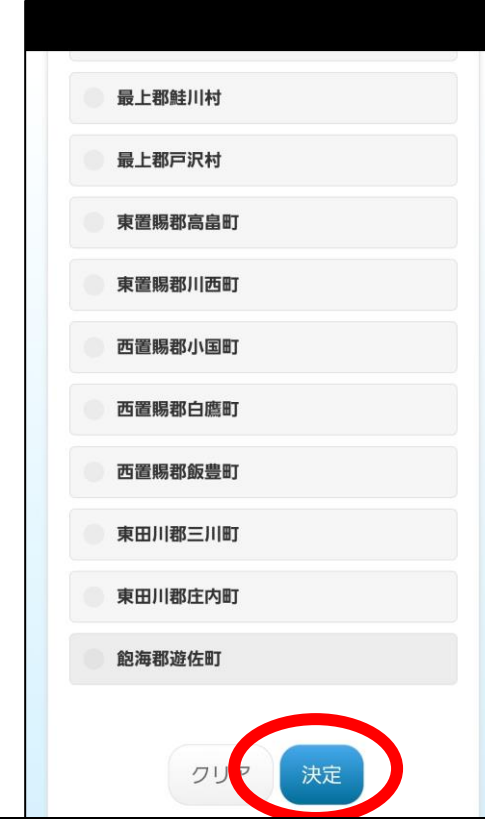 最上郡鮭川村
最上郡戸沢村
東置賜郡高畠町
東置賜郡川西町
西置賜郡小国町
西置賜郡白鷹町
西置賜郡飯豊町
東田川郡三川町
東田川郡庄内町
飽海郡遊佐町
クリア 決定